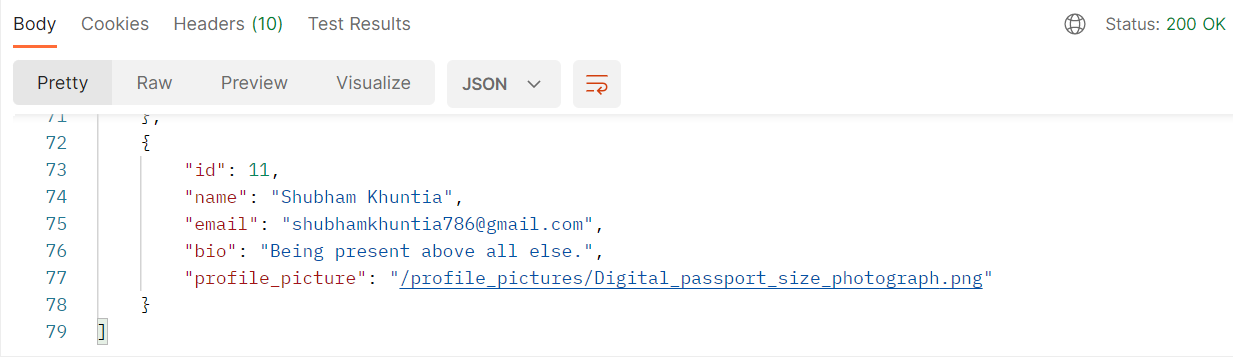 Body Cookies Headers (10) Test Results Status: 200 OK
Pretty Raw Preview Visualize JSON
71 },
72 {
73 "id": 11,
74 "name": "Shubham Khuntia",
75 "email": "shubhamkhuntia786@gmail.com",
76 "bio": "Being present above all else.",
77 "profile_picture": "/profile_pictures/Digital_passport_size_photograph.png"
78 }
79 ]